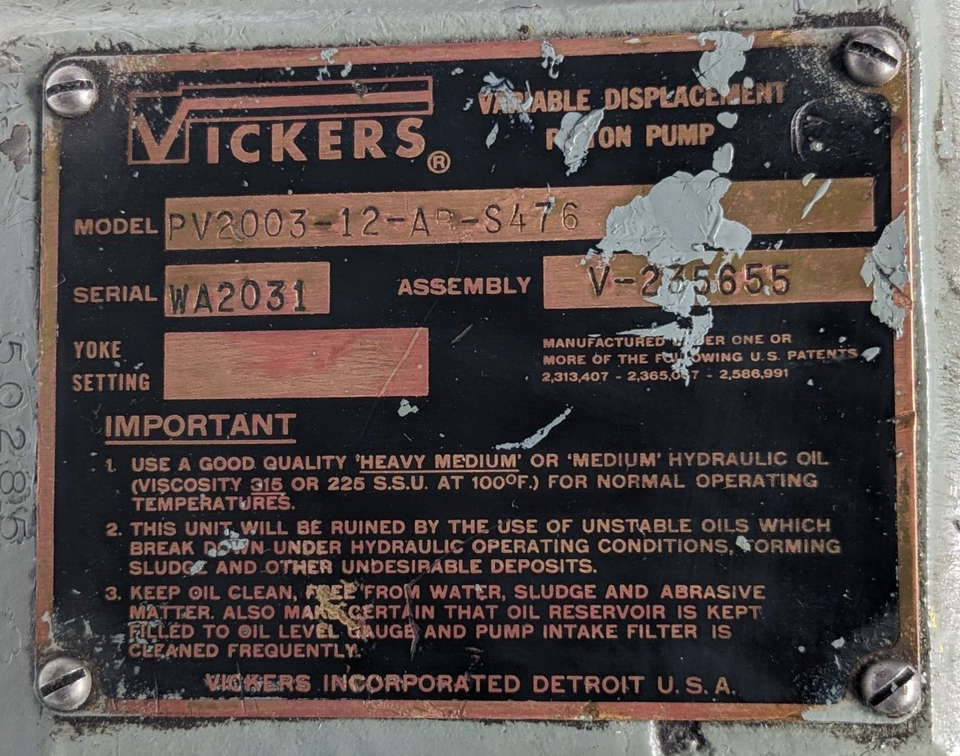 VICKERS®
VARIABLE DISPLACEMENT
PISTON PUMP
MODEL PV2003-12-A -S476
SERIAL WA2031
ASSEMBLY V-235655
YOKE
SETTING
MANUFACTURED UNDER ONE OR
MORE OF THE FOLLOWING U.S. PATENTS
2,313,407 - - 2,586,991
IMPORTANT
1. USE A GOOD QUALITY 'HEAVY MEDIUM' OR 'MEDIUM' HYDRAULIC OIL
(VISCOSITY 315 OR 225 S.S.U. AT 100°F.) FOR NORMAL OPERATING
TEMPERATURES.
2. THIS UNIT WILL BE RUINED BY THE USE OF UNSTABLE OILS WHICH
BREAK DOWN UNDER HYDRAULIC OPERATING CONDITIONS, FORMING
SLUDGE AND OTHER UNDESIRABLE DEPOSITS.
3. KEEP OIL CLEAN, FREE FROM WATER, SLUDGE AND ABRASIVE
MATTER. ALSO MAKE CERTAIN THAT OIL RESERVOIR IS KEPT
FILLED TO OIL LEVEL GAUGE AND PUMP INTAKE FILTER IS
CLEANED FREQUENTLY.
VICKERS INCORPORATED DETROIT U.S.A.
50285